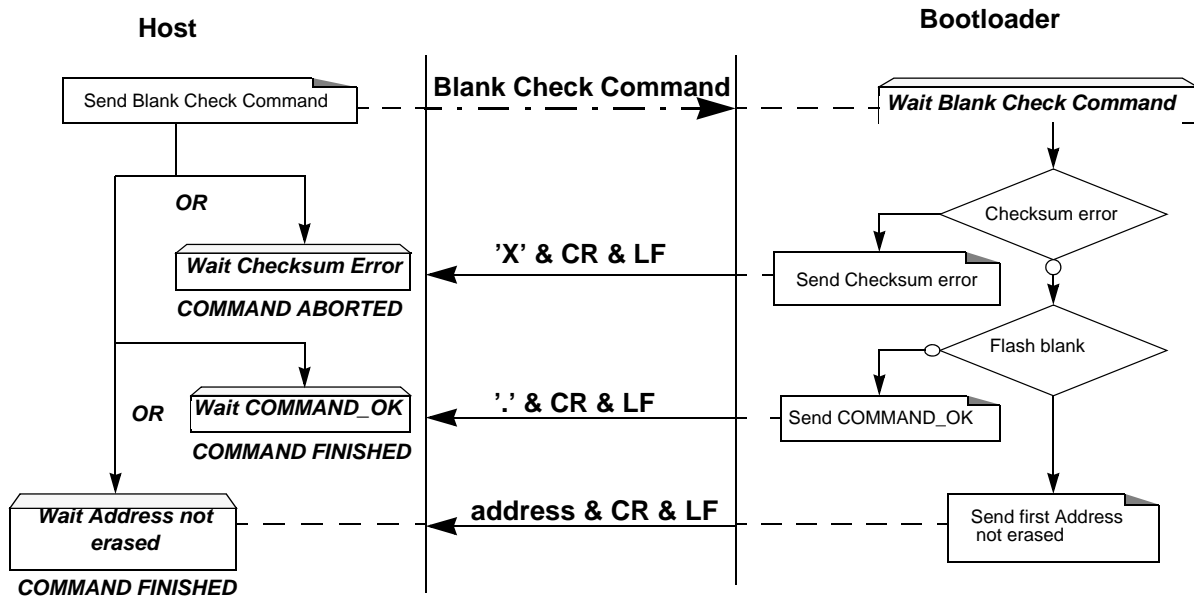 Host
Bootloader
Send Blank Check Command
Blank Check Command
Wait Blank Check Command
OR
Checksum error
Wait Checksum Error
'X' & CR & LF
Send Checksum error
COMMAND ABORTED
Flash blank
OR
Wait COMMAND_OK
'.' & CR & LF
Send COMMAND_OK
COMMAND FINISHED
Wait Address not
erased
address & CR & LF
Send first Address
not erased
COMMAND FINISHED